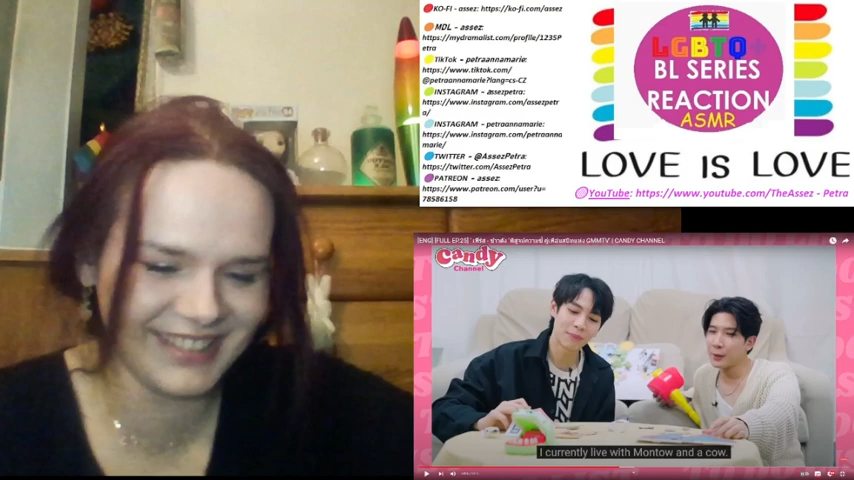 KO-FI - assez: https://ko-fi.com/assez
MDL - assez:
https://mydramalist.com/profile/1235P
etra
TikTok - petraannamarie:
https://www.tiktok.com/
@petraannamarie?lang=cs-CZ
INSTAGRAM - assezpetra:
https://www.instagram.com/assezpetr
a/
INSTAGRAM - petraannamarie:
https://www.instagram.com/petraanna
marie/
TWITTER - @AssezPetra:
https://twitter.com/AssezPetra
PATREON - assez:
https://www.patreon.com/user?u=
78586158
LGBTQ+
BL SERIES
REACTION
ASMR
LOVE IS LOVE
YouTube: https://www.youtube.com/TheAssez - Petra
[ENG] [FULL EP.25] GMMTV | CANDY CHANNEL
Candy
Channel
I currently live with Montow and a cow.